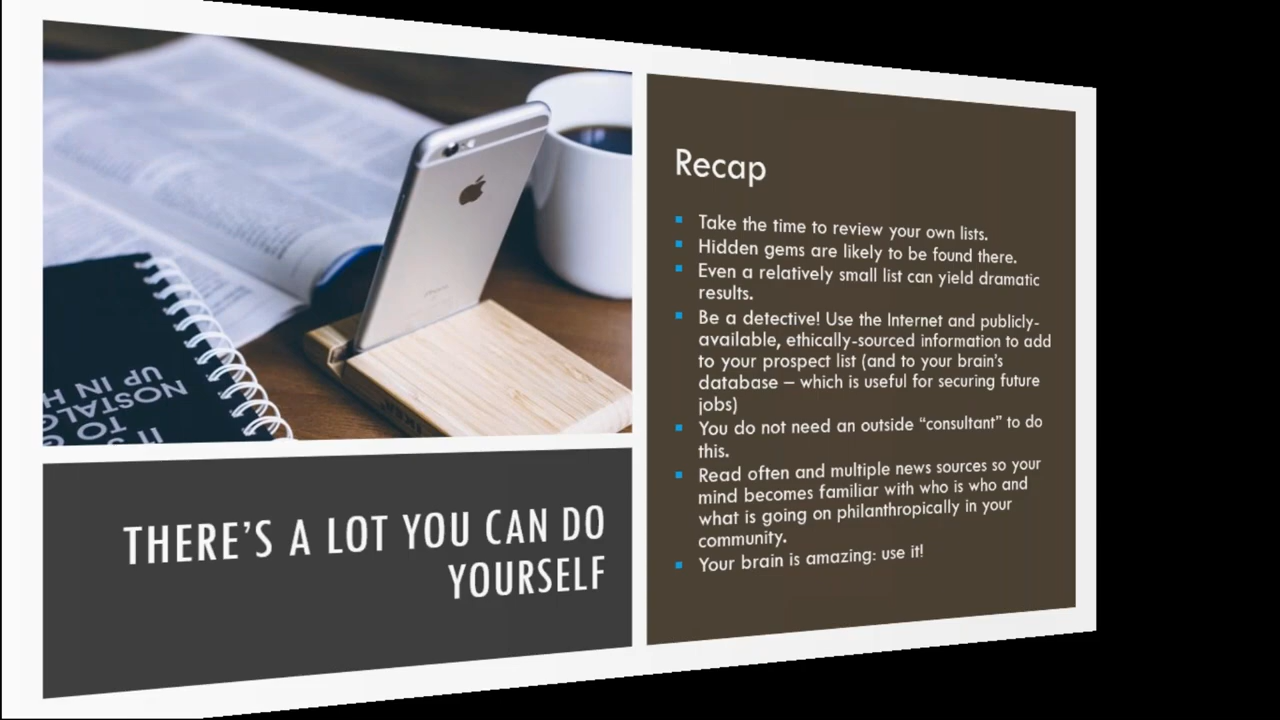 THERE’S A LOT YOU CAN DO
YOURSELF
Recap
Take the time to review your own lists.
Hidden gems are likely to be found there.
Even a relatively small list can yield dramatic
results.
Be a detective! Use the Internet and publicly-
available, ethically-sourced information to add
to your prospect list (and to your brain's
database – which is useful for securing future
jobs)
You do not need an outside “consultant” to do
this.
Read often and multiple news sources so your
mind becomes familiar with who is who and
what is going on philanthropically in your
community.
Your brain is amazing: use it!
IT'S
TO
NOSTALG
UP IN H
iPhone
IKEA